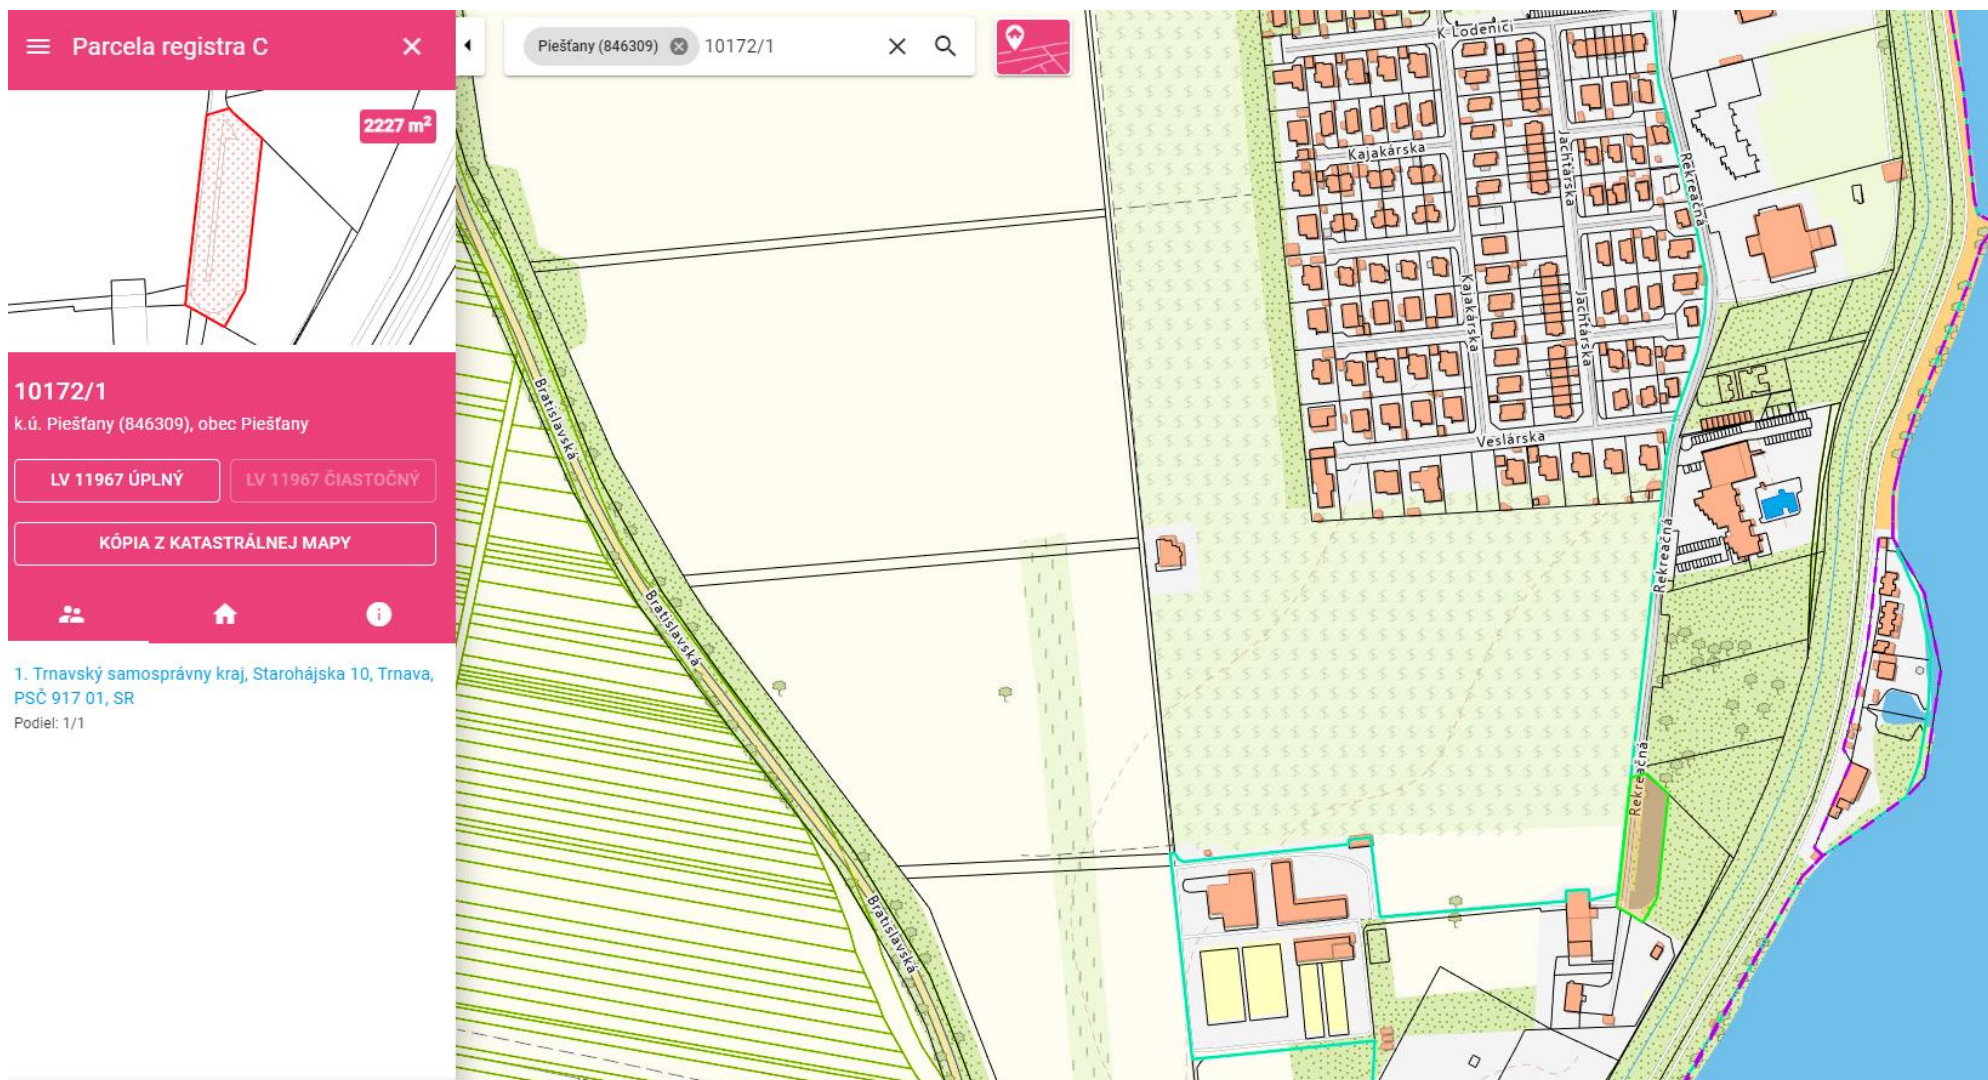 Parcela registra C
Piešťany (846309) 10172/1
2227 m²
10172/1
k.ú. Piešťany (846309), obec Piešťany
LV 11967 ÚPLNÝ
LV 11967 ČIASTOČNÝ
KÓPIA Z KATASTRÁLNEJ MAPY
1. Trnavský samosprávny kraj, Starohájska 10, Trnava,
PSČ 917 01, SR
Podiel: 1/1
K Lodenici
Kajakárska
Jachtárska
Rekreačná
Kajakárska
Jachtárska
Veslárska
Bratislavská
Rekreačná
Bratislavská
Rekreačná
Bratislavská